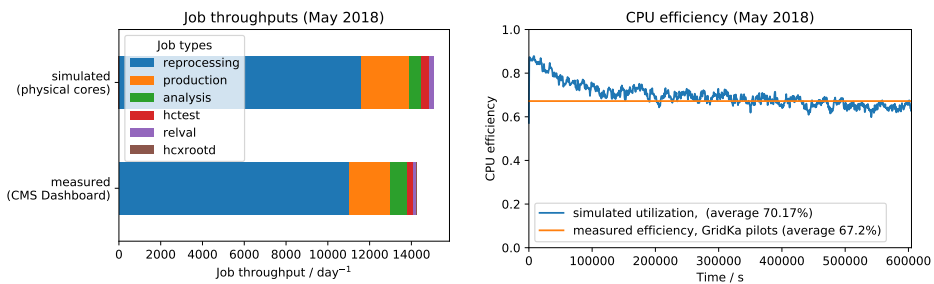 Job throughputs (May 2018)
Job types
reprocessing
production
analysis
hctest
relval
hcxrootd
simulated
(physical cores)
measured
(CMS Dashboard)
0 2000 4000 6000 8000 10000 12000 14000
Job throughput / day⁻¹
CPU efficiency (May 2018)
1.0
0.8
0.6
0.4
0.2
0.0
CPU efficiency
simulated utilization, (average 70.17%)
measured efficiency, GridKa pilots (average 67.2%)
0 100000 200000 300000 400000 500000 600000
Time / s